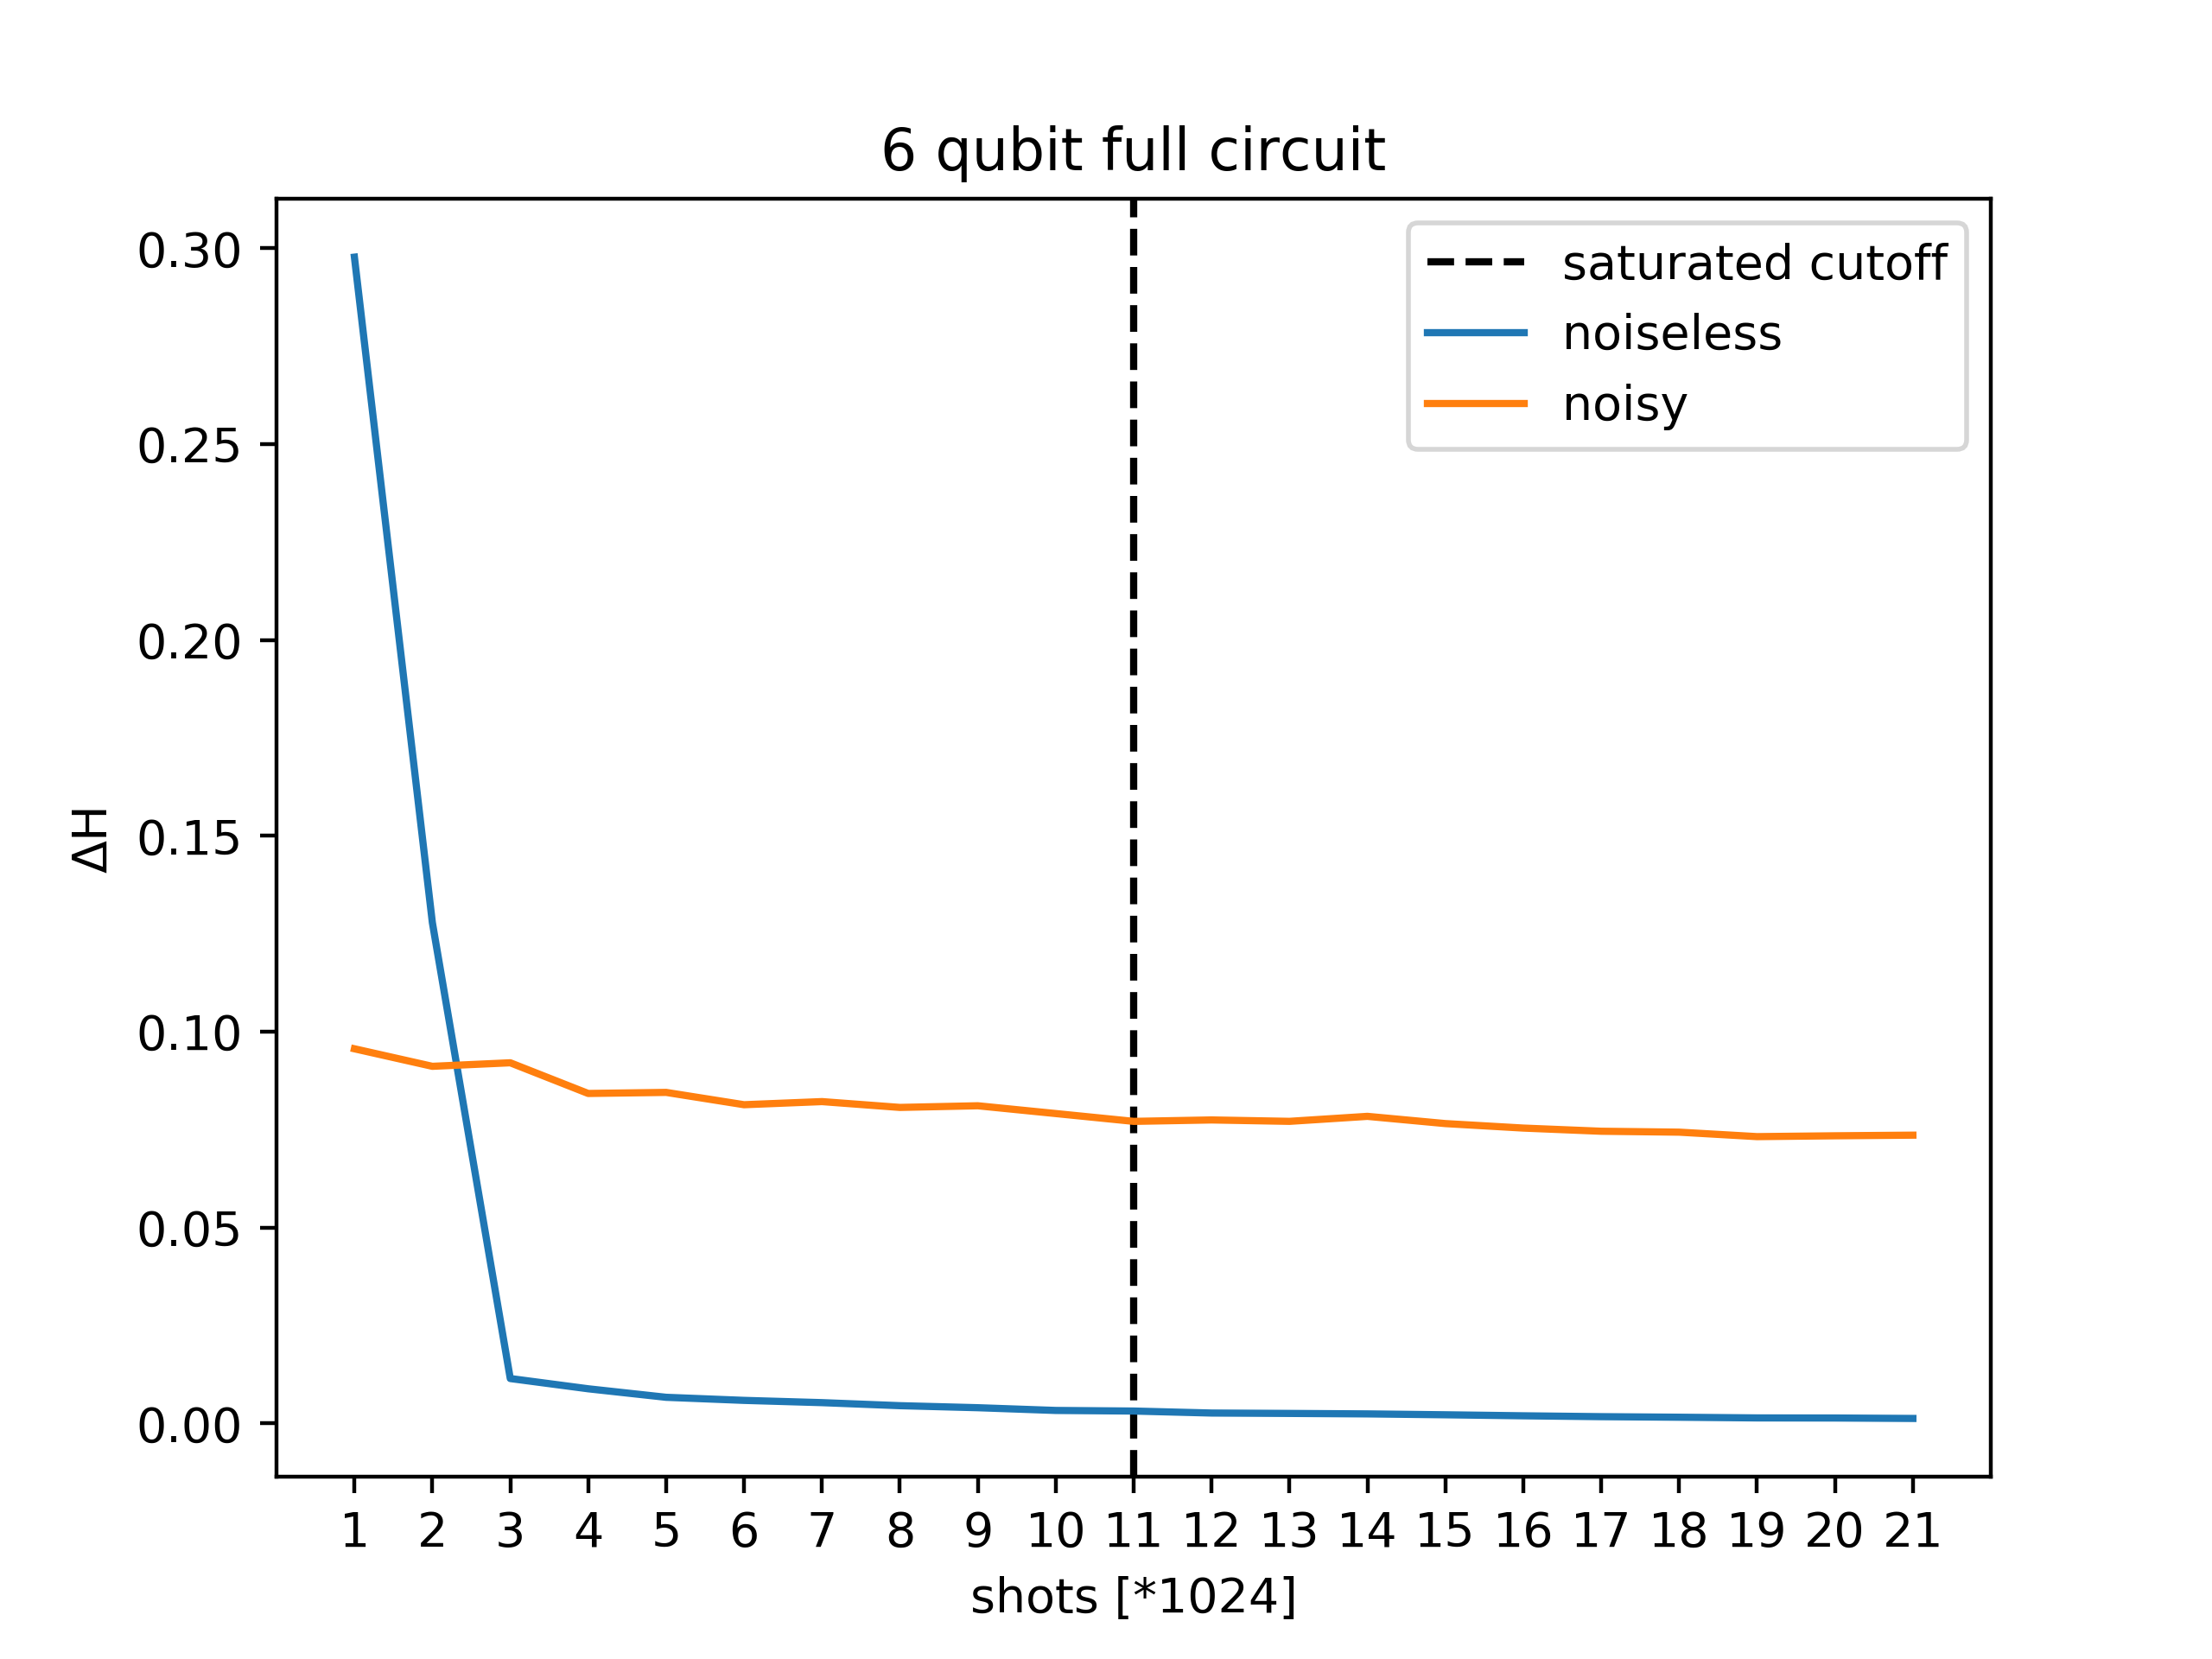 6 qubit full circuit
saturated cutoff
noiseless
noisy
0.30
0.25
0.20
0.15
0.10
0.05
0.00
ΔH
1 2 3 4 5 6 7 8 9 10 11 12 13 14 15 16 17 18 19 20 21
shots [*1024]